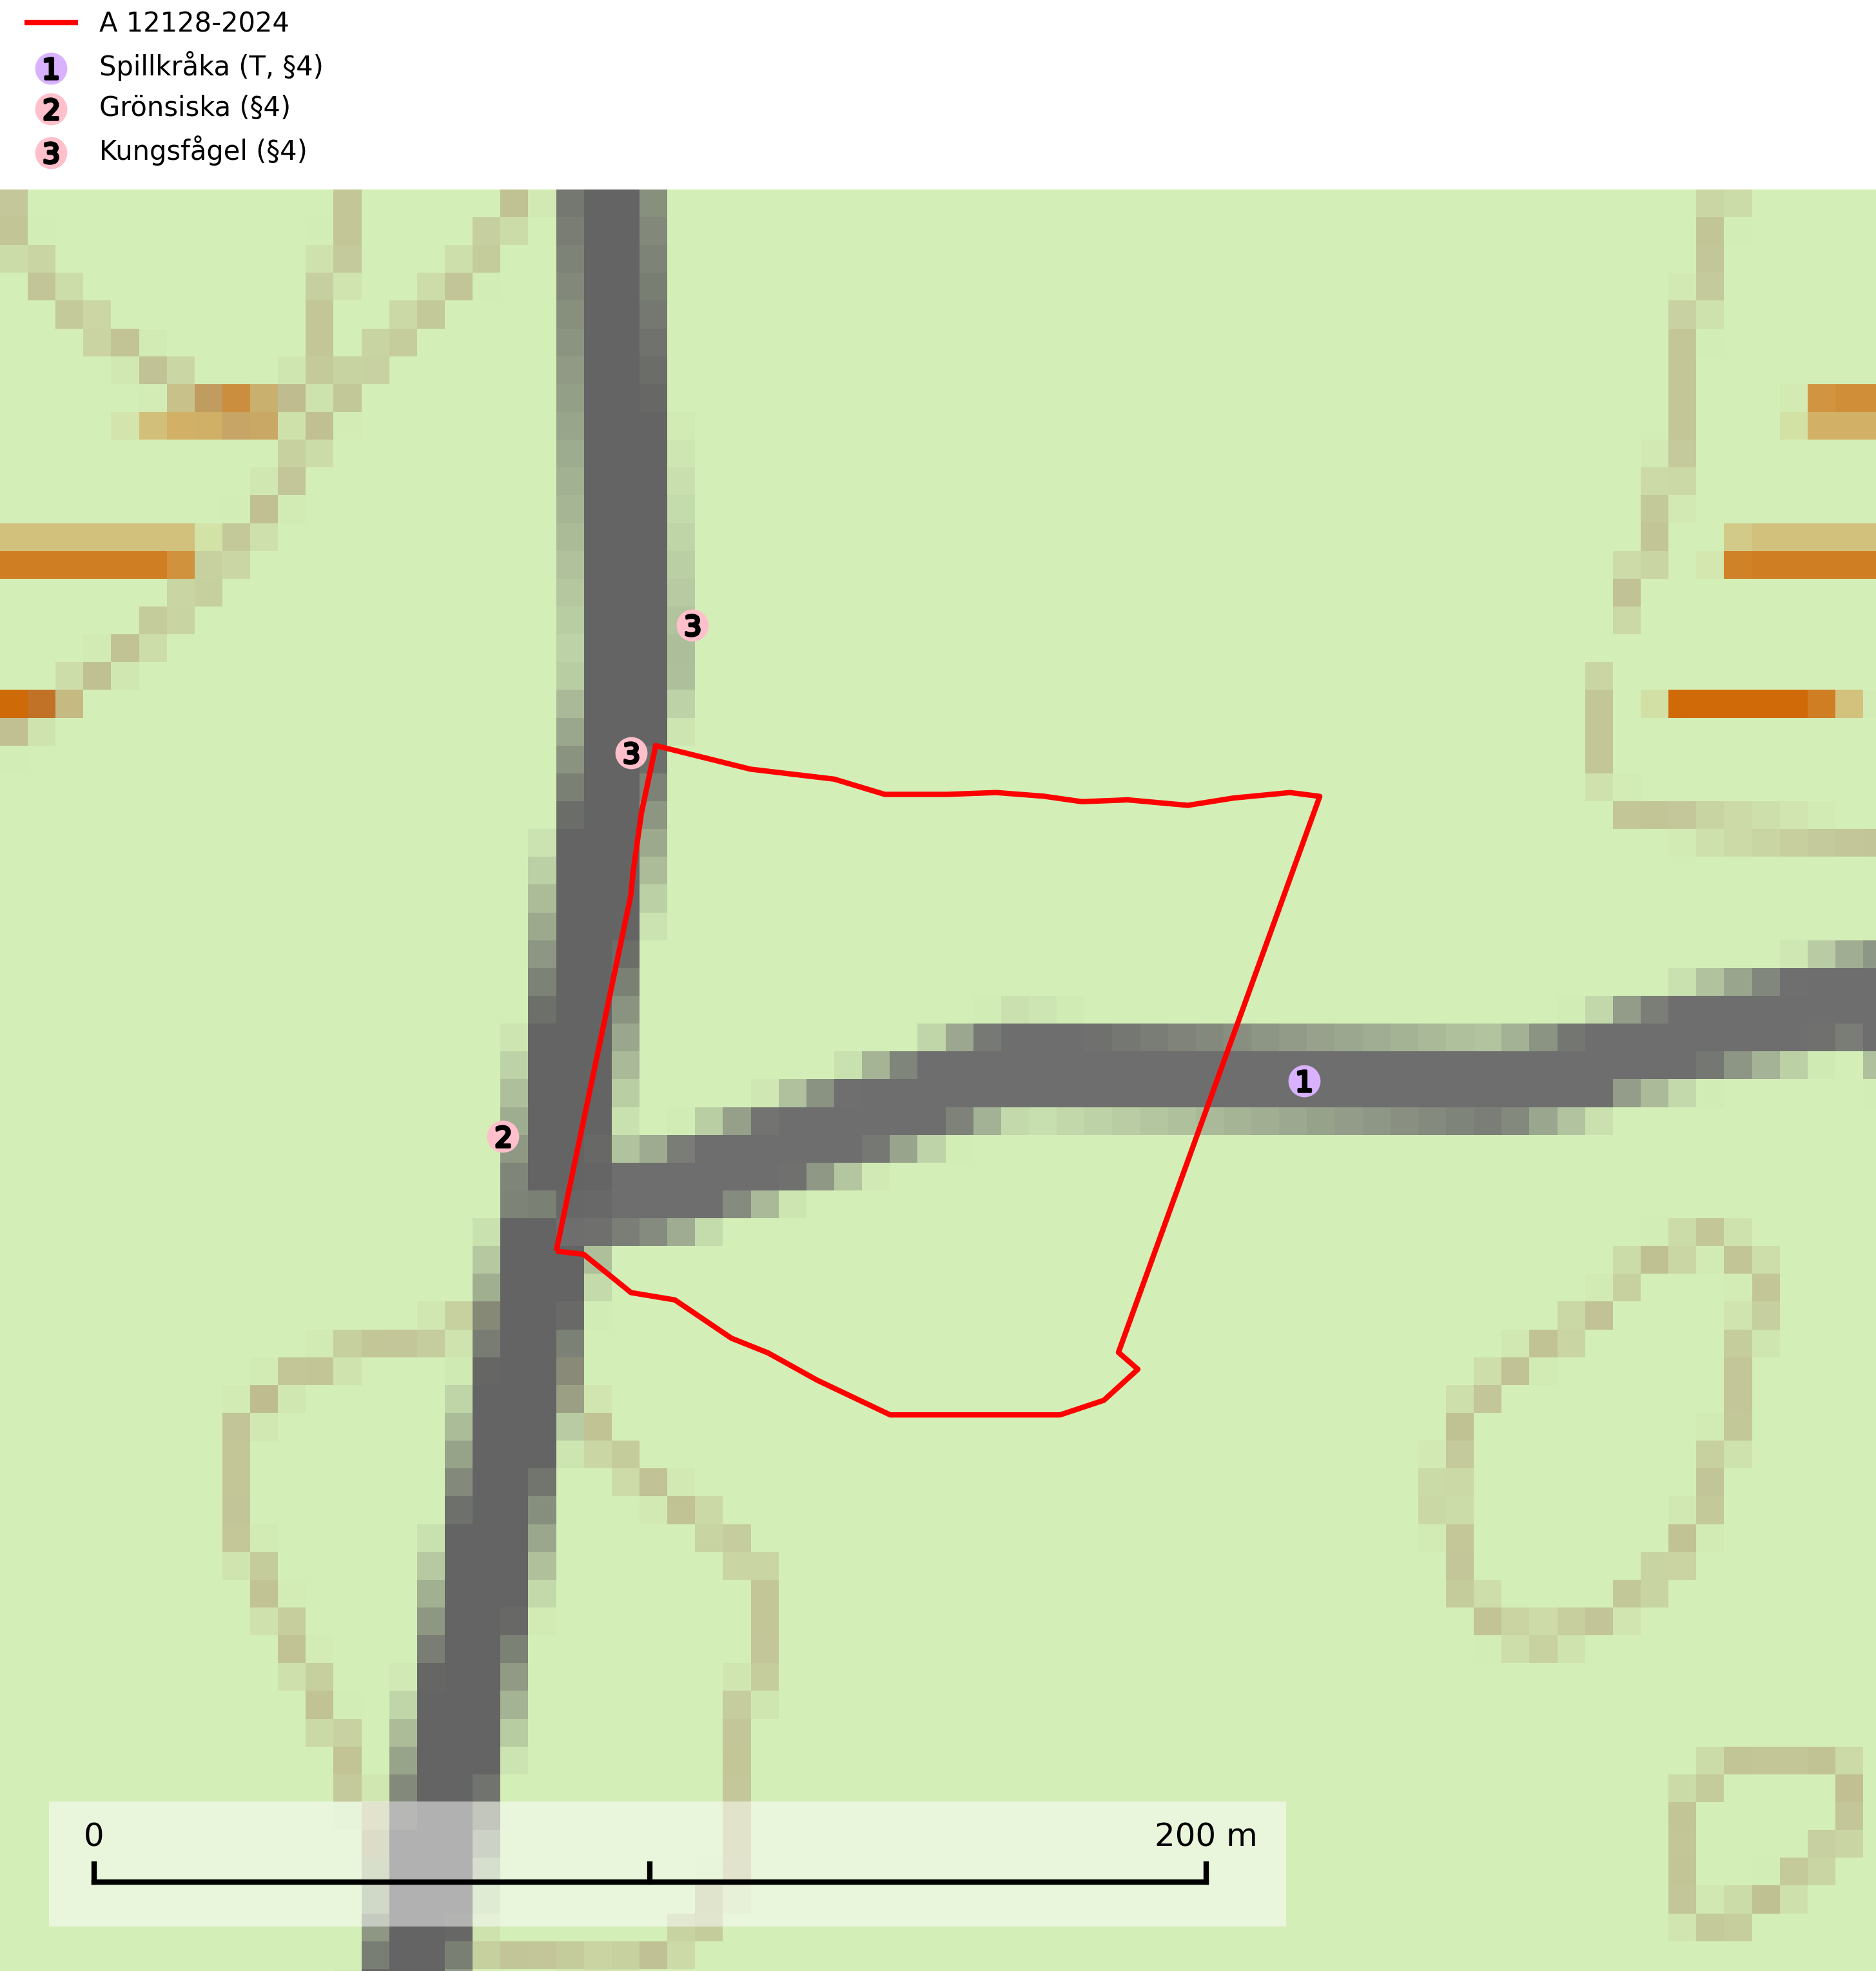 A 12128-2024
1 Spillkråka (T, §4)
2 Grönsiska (§4)
3 Kungsfågel (§4)
3
3
1
2
0 200 m